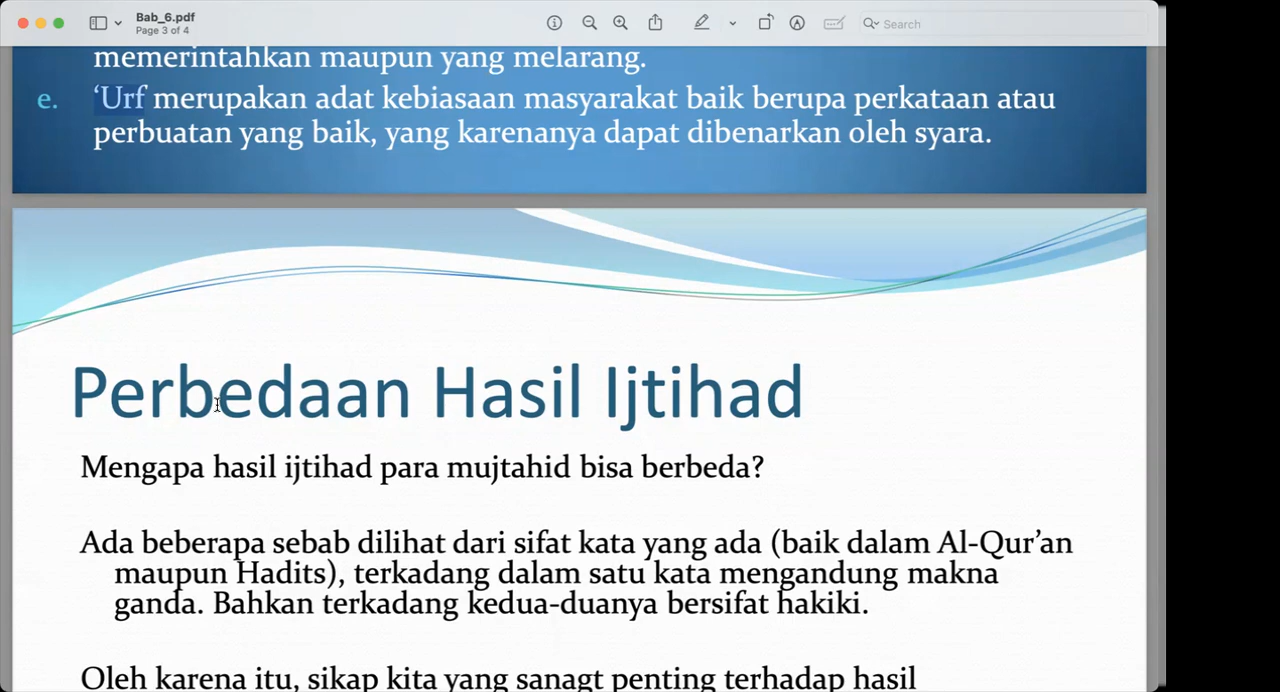 Bab_6.pdf
Page 3 of 4
Search
memerintahkan maupun yang melarang.
e. ‘Urf merupakan adat kebiasaan masyarakat baik berupa perkataan atau
perbuatan yang baik, yang karenanya dapat dibenarkan oleh syara.
Perbedaan Hasil Ijtihad
Mengapa hasil ijtihad para mujtahid bisa berbeda?
Ada beberapa sebab dilihat dari sifat kata yang ada (baik dalam Al-Qur’an
maupun Hadits), terkadang dalam satu kata mengandung makna
ganda. Bahkan terkadang kedua-duanya bersifat hakiki.
Oleh karena itu, sikap kita yang sanagt penting terhadap hasil